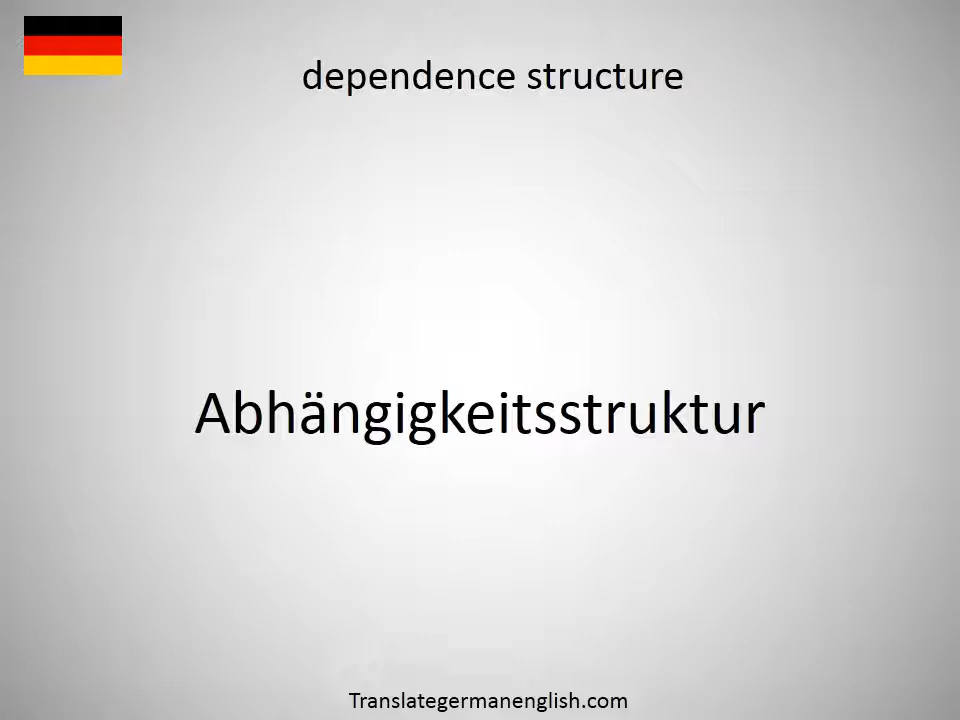 dependence structure
Abhängigkeitsstruktur
Translategermanenglish.com